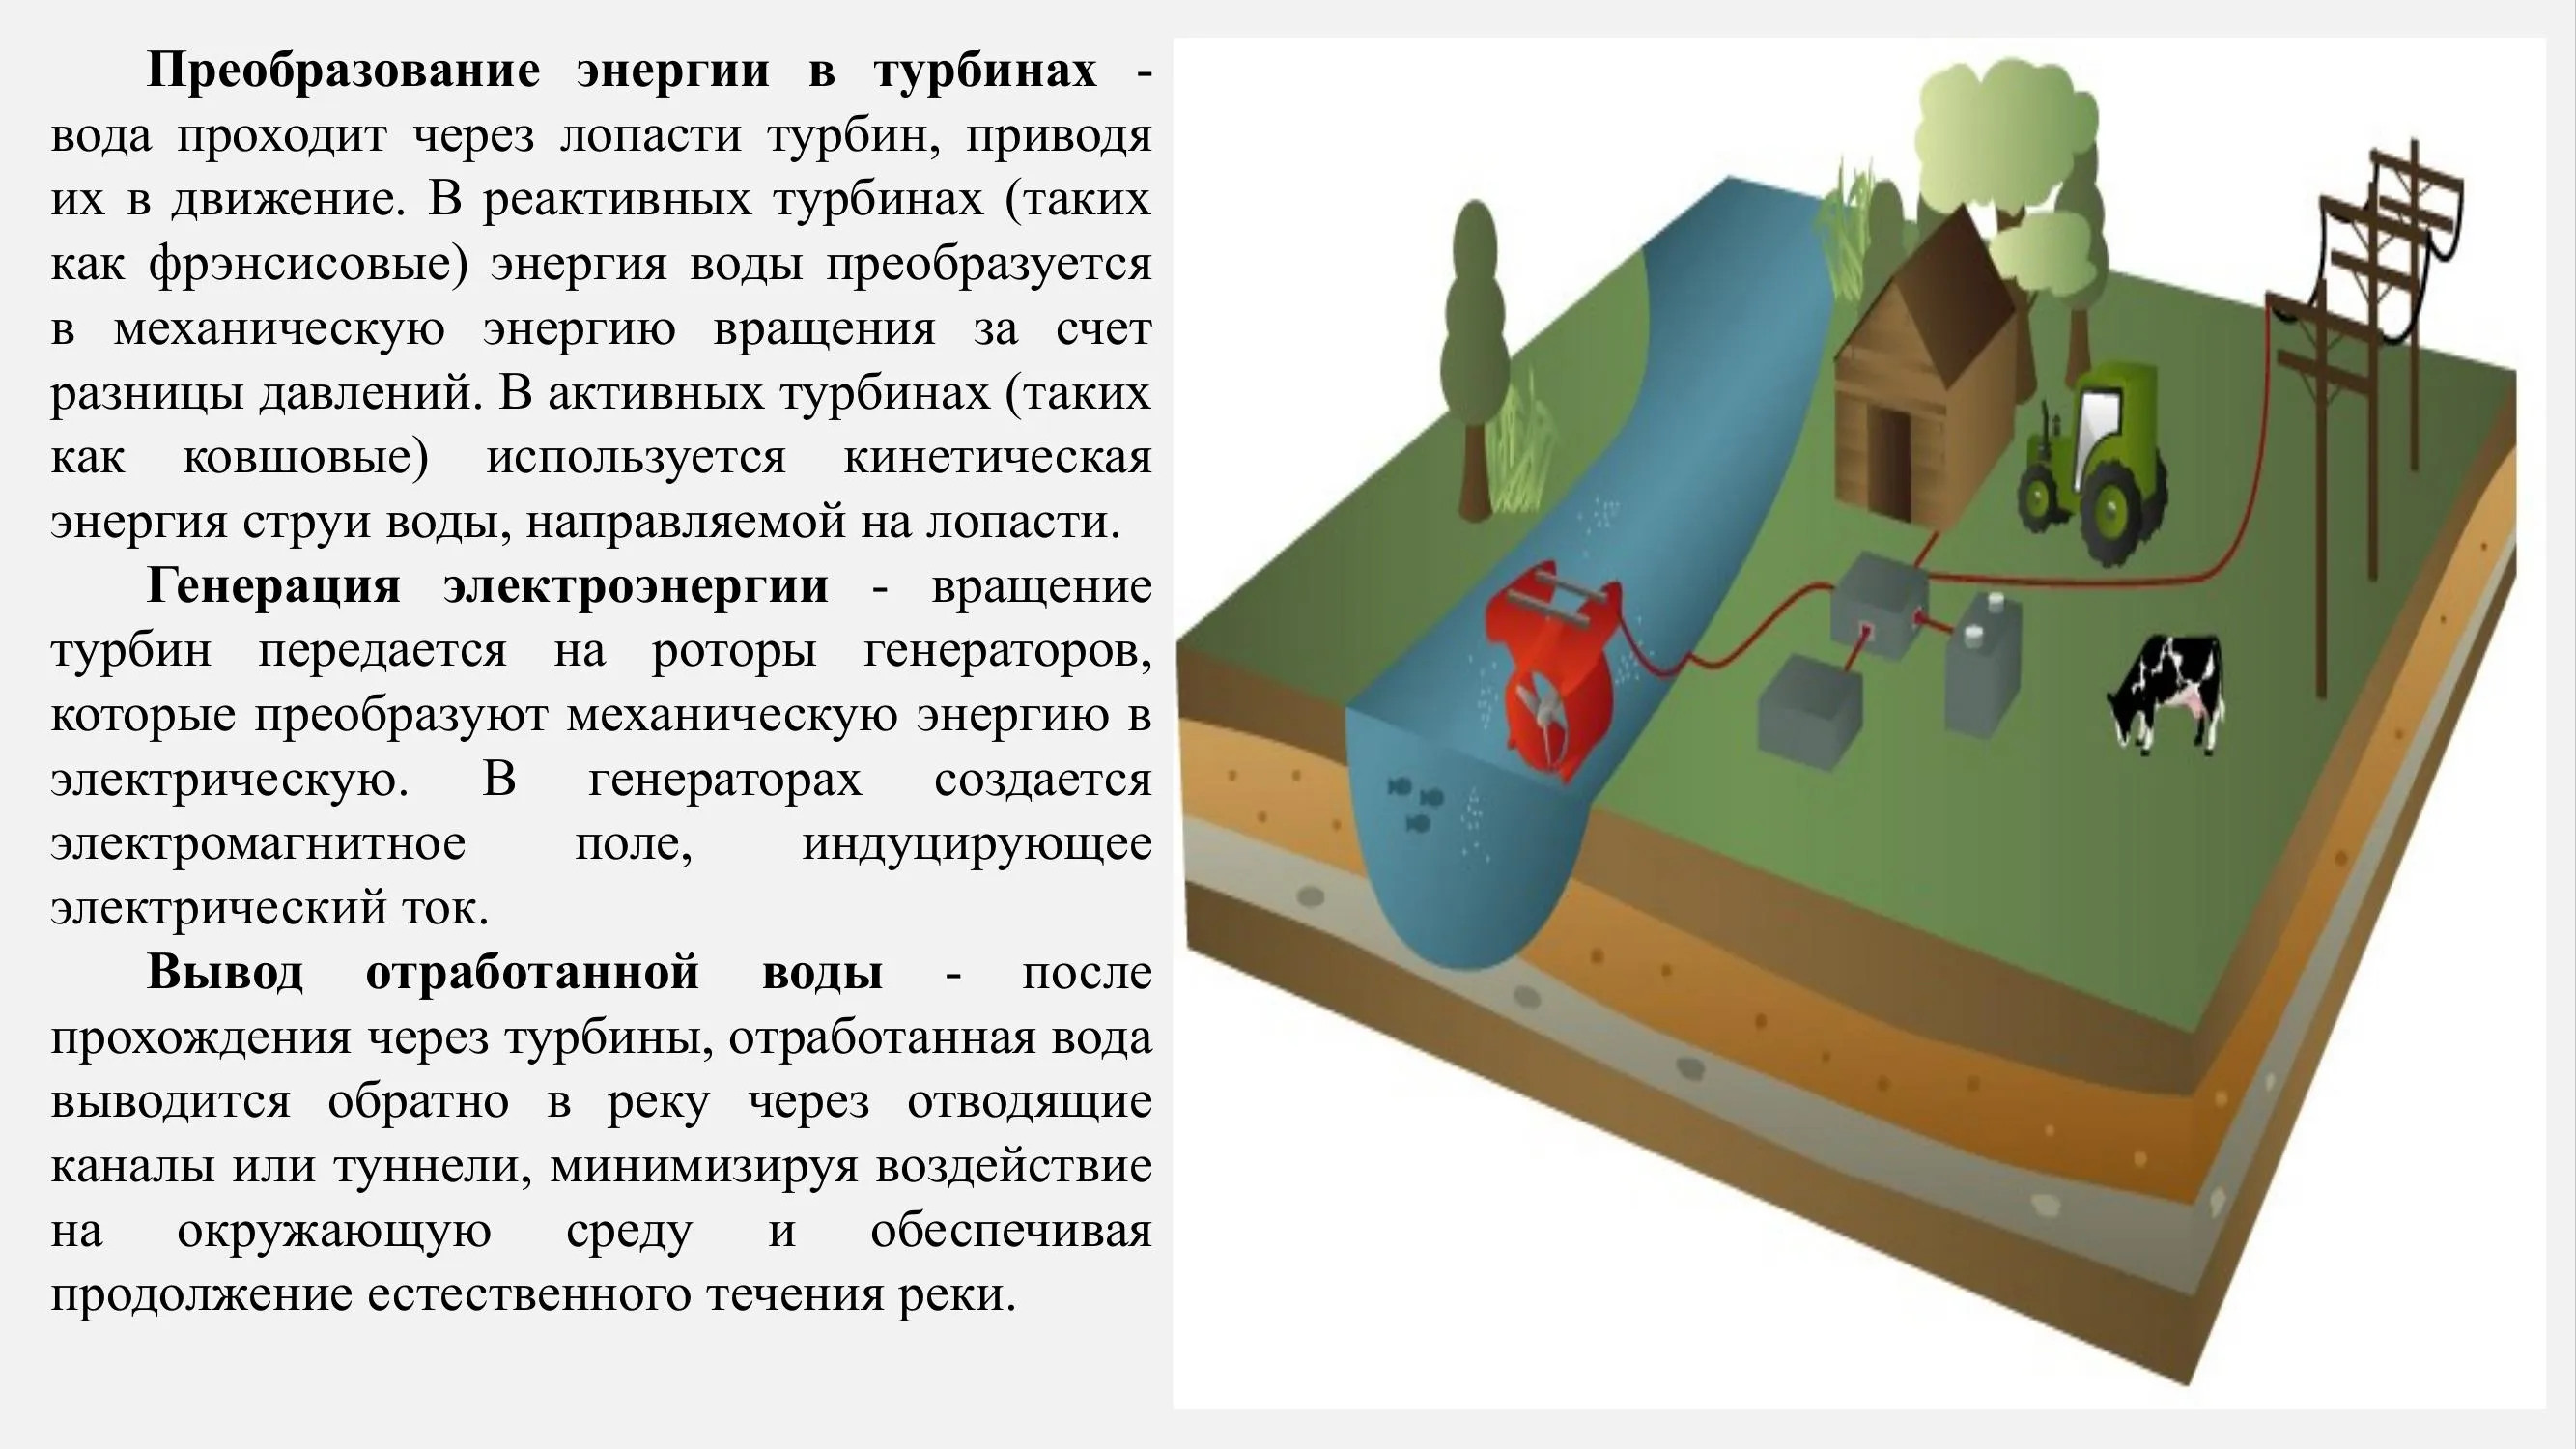 Преобразование энергии в турбинах -
вода проходит через лопасти турбин, приводя
их в движение. В реактивных турбинах (таких
как фрэнсисовые) энергия воды преобразуется
в механическую энергию вращения за счет
разницы давлений. В активных турбинах (таких
как ковшовые) используется кинетическая
энергия струи воды, направляемой на лопасти.
Генерация электроэнергии - вращение
турбин передается на роторы генераторов,
которые преобразуют механическую энергию в
электрическую. В генераторах создается
электромагнитное поле, индуцирующее
электрический ток.
Вывод отработанной воды - после
прохождения через турбины, отработанная вода
выводится обратно в реку через отводящие
каналы или туннели, минимизируя воздействие
на окружающую среду и обеспечивая
продолжение естественного течения реки.